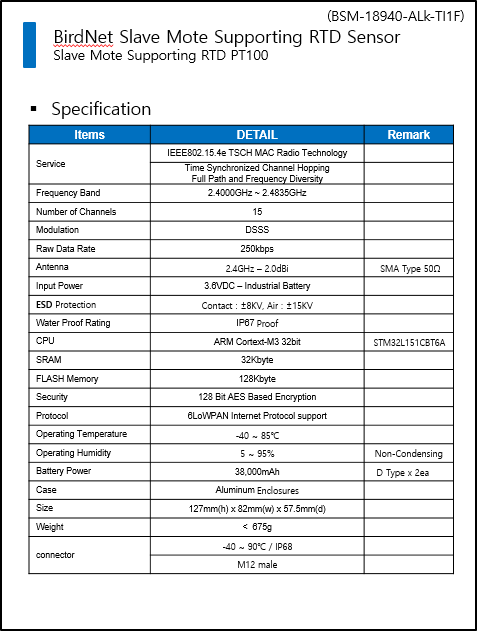 (BSM-18940-ALk-TI1F)
BirdNet Slave Mote Supporting RTD Sensor
Slave Mote Supporting RTD PT100
▪ Specification
Items DETAIL Remark
Service IEEE802.15.4e TSCH MAC Radio Technology
Time Synchronized Channel Hopping
Full Path and Frequency Diversity
Frequency Band 2.4000GHz ~ 2.4835GHz
Number of Channels 15
Modulation DSSS
Raw Data Rate 250kbps
Antenna 2.4GHz – 2.0dBi SMA Type 50Ω
Input Power 3.6VDC – Industrial Battery
ESD Protection Contact : ±8KV, Air : ±15KV
Water Proof Rating IP67 Proof
CPU ARM Cortext-M3 32bit STM32L151CBT6A
SRAM 32Kbyte
FLASH Memory 128Kbyte
Security 128 Bit AES Based Encryption
Protocol 6LoWPAN Internet Protocol support
Operating Temperature -40 ~ 85℃
Operating Humidity 5 ~ 95% Non-Condensing
Battery Power 38,000mAh D Type x 2ea
Case Aluminum Enclosures
Size 127mm(h) x 82mm(w) x 57.5mm(d)
Weight < 675g
connector -40 ~ 90℃ / IP68
M12 male